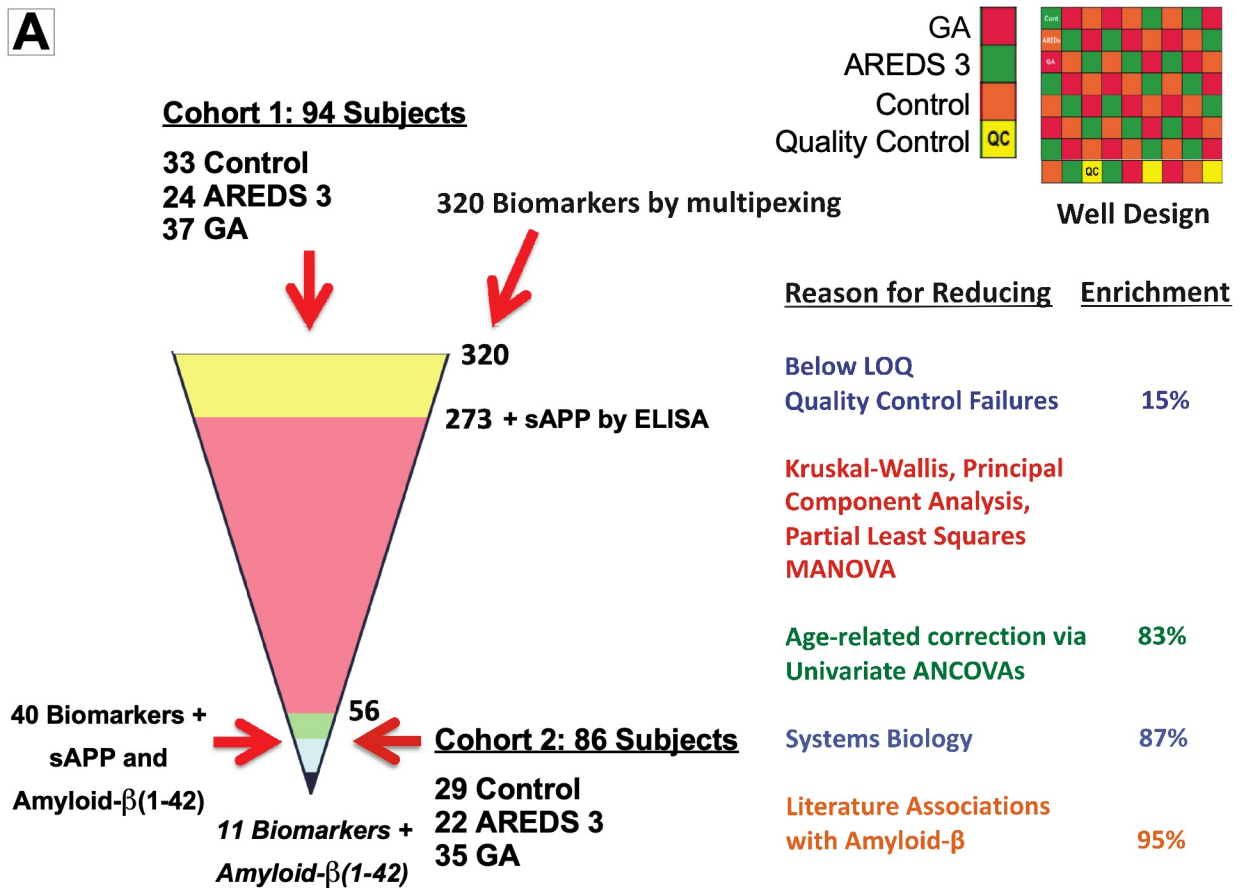 A
GA
AREDS 3
Control
Quality Control
QC
Cont
AREDs
GA
QC
Well Design
Cohort 1: 94 Subjects
33 Control
24 AREDS 3
37 GA
320 Biomarkers by multipexing
320
273 + sAPP by ELISA
56
40 Biomarkers +
sAPP and
Amyloid-β(1-42)
11 Biomarkers +
Amyloid-β(1-42)
Cohort 2: 86 Subjects
29 Control
22 AREDS 3
35 GA
Reason for Reducing Enrichment
Below LOQ
Quality Control Failures 15%
Kruskal-Wallis, Principal
Component Analysis,
Partial Least Squares
MANOVA
Age-related correction via 83%
Univariate ANCOVAs
Systems Biology 87%
Literature Associations
with Amyloid-β 95%